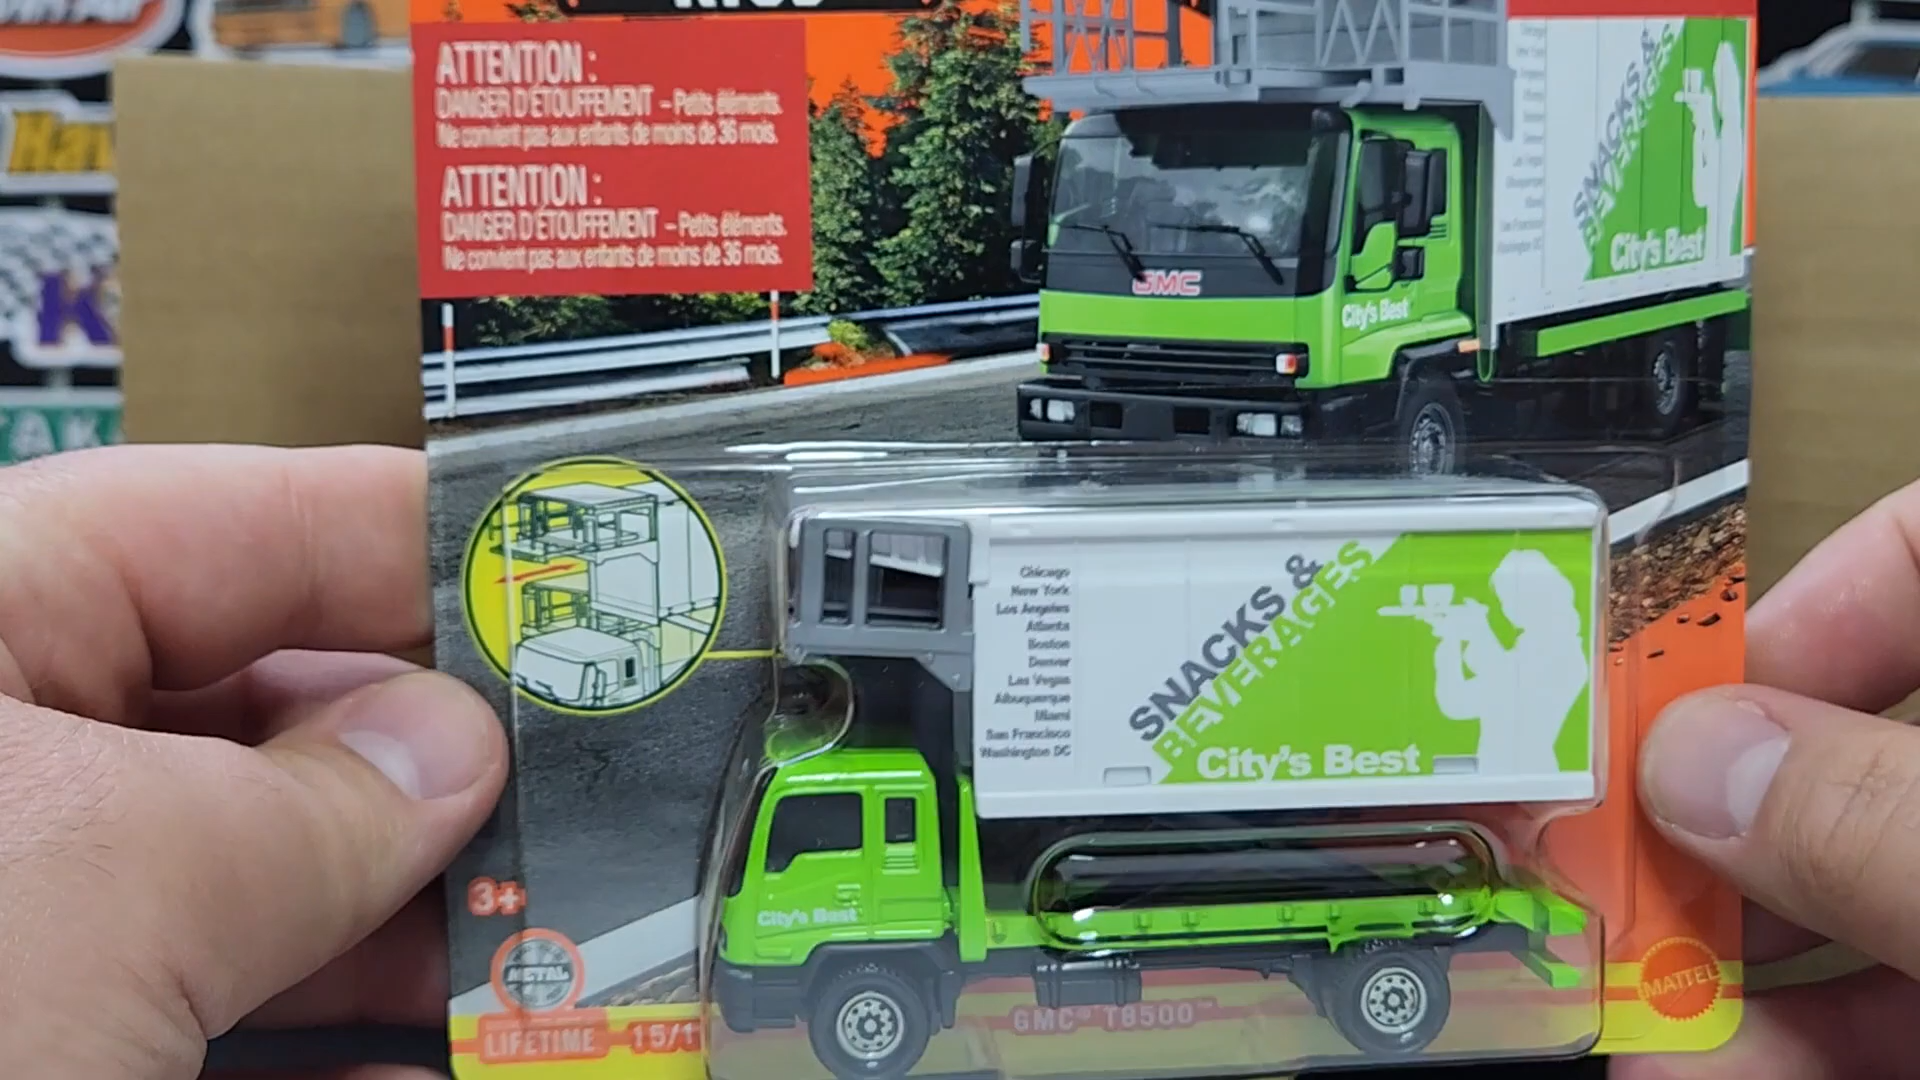 ATTENTION :
DANGER D'ÉTOUFFEMENT – Petits éléments.
Ne convient pas aux enfants de moins de 36 mois.
ATTENTION :
DANGER D'ÉTOUFFEMENT – Petits éléments.
Ne convient pas aux enfants de moins de 36 mois.
SNACKS &
BEVERAGES
City's Best
GMC
City's Best
Chicago
New York
Los Angeles
Atlanta
Boston
Denver
Las Vegas
Albuquerque
Miami
San Francisco
Washington DC
SNACKS &
BEVERAGES
City's Best
City's Best
3+
METAL
LIFETIME
15/1
GMC® T8500™
MATTEL